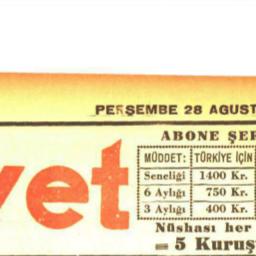 PERŞEMBE 28 AGUST
vet
ABONE ŞER
MÜDDET: TÜRKİYE İÇİN
Seneliği 1400 Kr.
6 Aylığı 750 Kr.
3 Aylığı 400 Kr.
Nüshası her
= 5 Kuruş